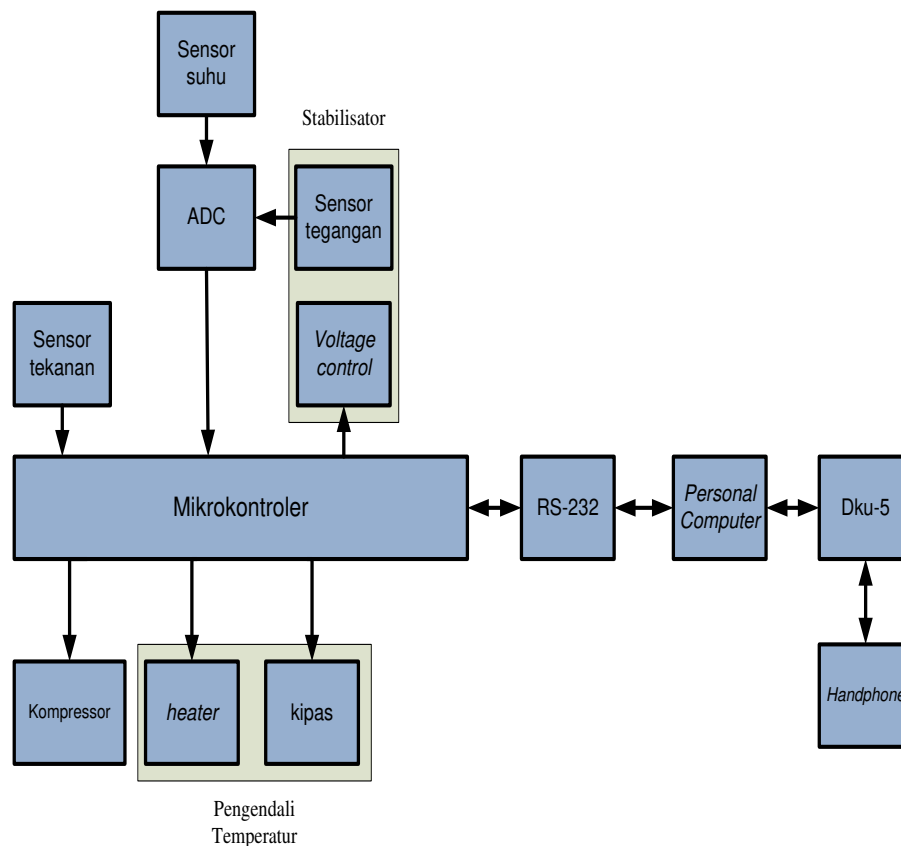 Sensor
suhu
Stabilisator
ADC
Sensor
tegangan
Sensor
tekanan
Voltage
control
Mikrokontroler
RS-232
Personal
Computer
Dku-5
Kompressor
heater
kipas
Handphone
Pengendali
Temperatur